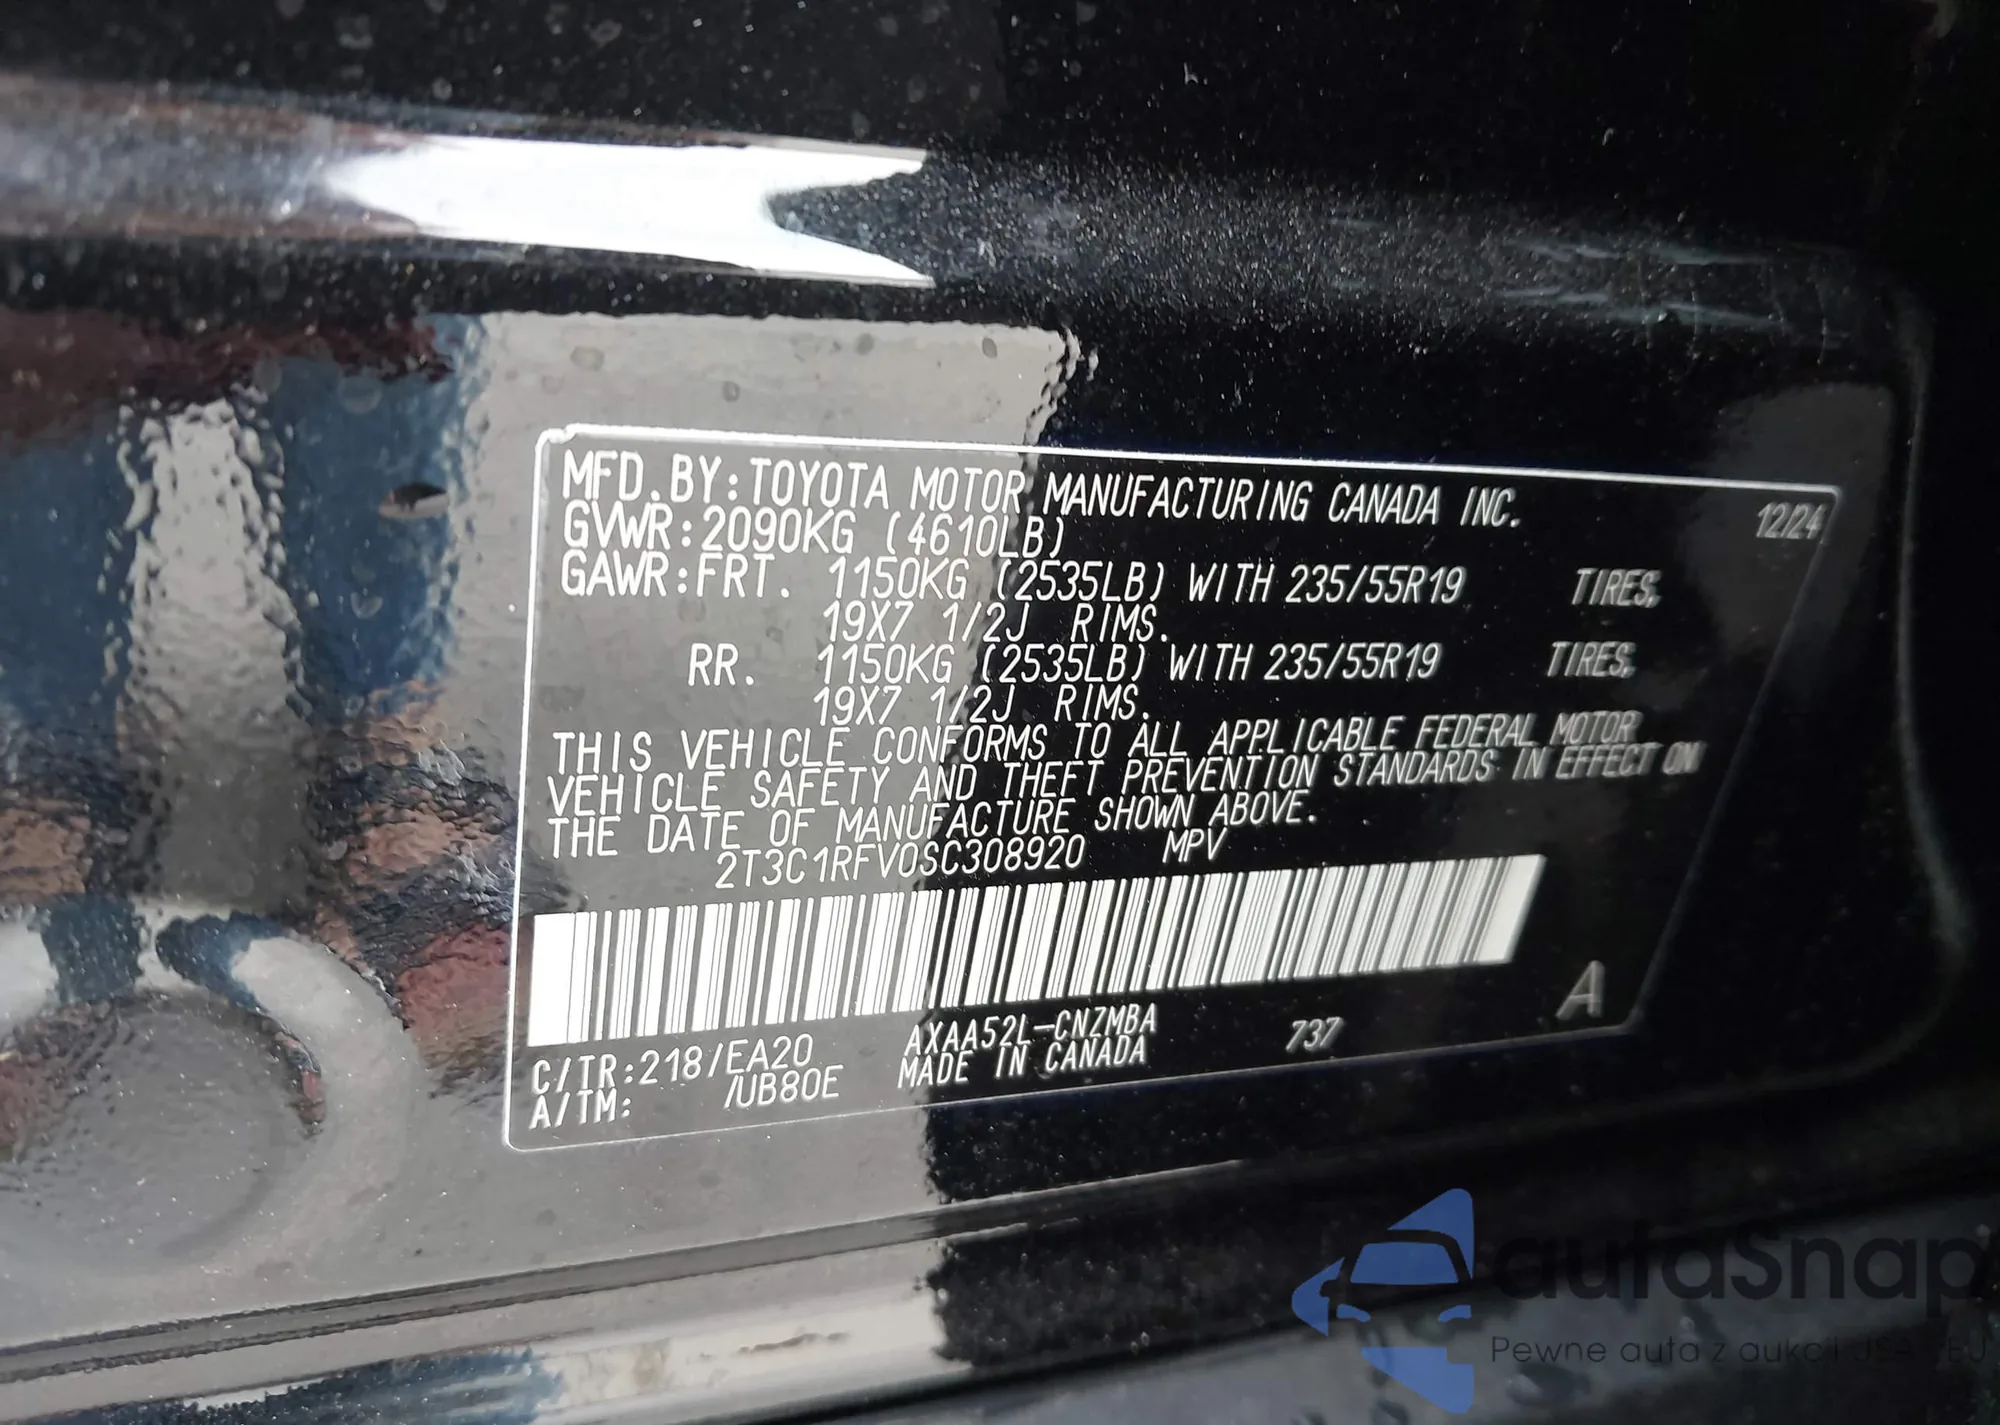 MFD.BY:TOYOTA MOTOR MANUFACTURING CANADA INC. 12/24
GVWR:2090KG (4610LB)
GAWR:FRT. 1150KG (2535LB) WITH 235/55R19 TIRES,
19X7 1/2J RIMS.
RR. 1150KG (2535LB) WITH 235/55R19 TIRES,
19X7 1/2J RIMS.
THIS VEHICLE CONFORMS TO ALL APPLICABLE FEDERAL MOTOR
VEHICLE SAFETY AND THEFT PREVENTION STANDARDS IN EFFECT ON
THE DATE OF MANUFACTURE SHOWN ABOVE.
2T3C1RFV0SC308920 MPV
A
C/TR:218/EA20 AXAA52L-CNZMBA 737
A/TM: /UB80E MADE IN CANADA
autaSnap
Pewne auta z aukcji USA i EU